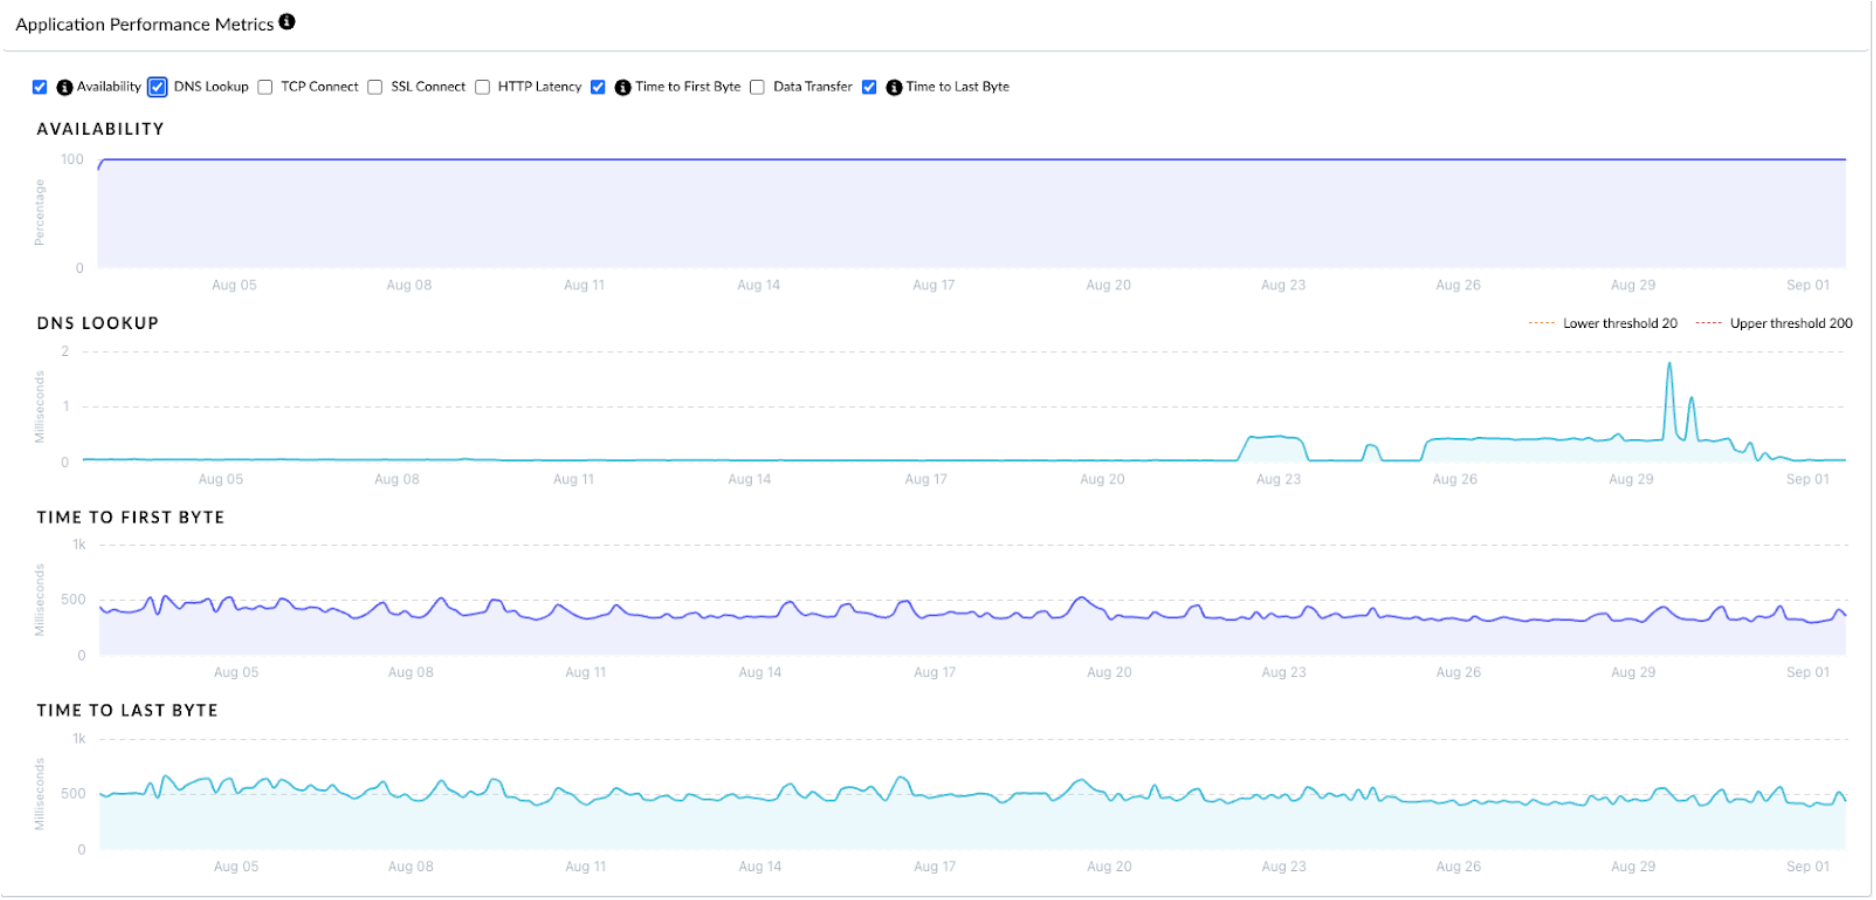 Application Performance Metrics
Availability DNS Lookup TCP Connect SSL Connect HTTP Latency Time to First Byte Data Transfer Time to Last Byte
AVAILABILITY
100
Percentage
0
Aug 05 Aug 08 Aug 11 Aug 14 Aug 17 Aug 20 Aug 23 Aug 26 Aug 29 Sep 01
DNS LOOKUP
Lower threshold 20 Upper threshold 200
2
Milliseconds
1
0
Aug 05 Aug 08 Aug 11 Aug 14 Aug 17 Aug 20 Aug 23 Aug 26 Aug 29 Sep 01
TIME TO FIRST BYTE
1k
Milliseconds
500
0
Aug 05 Aug 08 Aug 11 Aug 14 Aug 17 Aug 20 Aug 23 Aug 26 Aug 29 Sep 01
TIME TO LAST BYTE
1k
Milliseconds
500
0
Aug 05 Aug 08 Aug 11 Aug 14 Aug 17 Aug 20 Aug 23 Aug 26 Aug 29 Sep 01